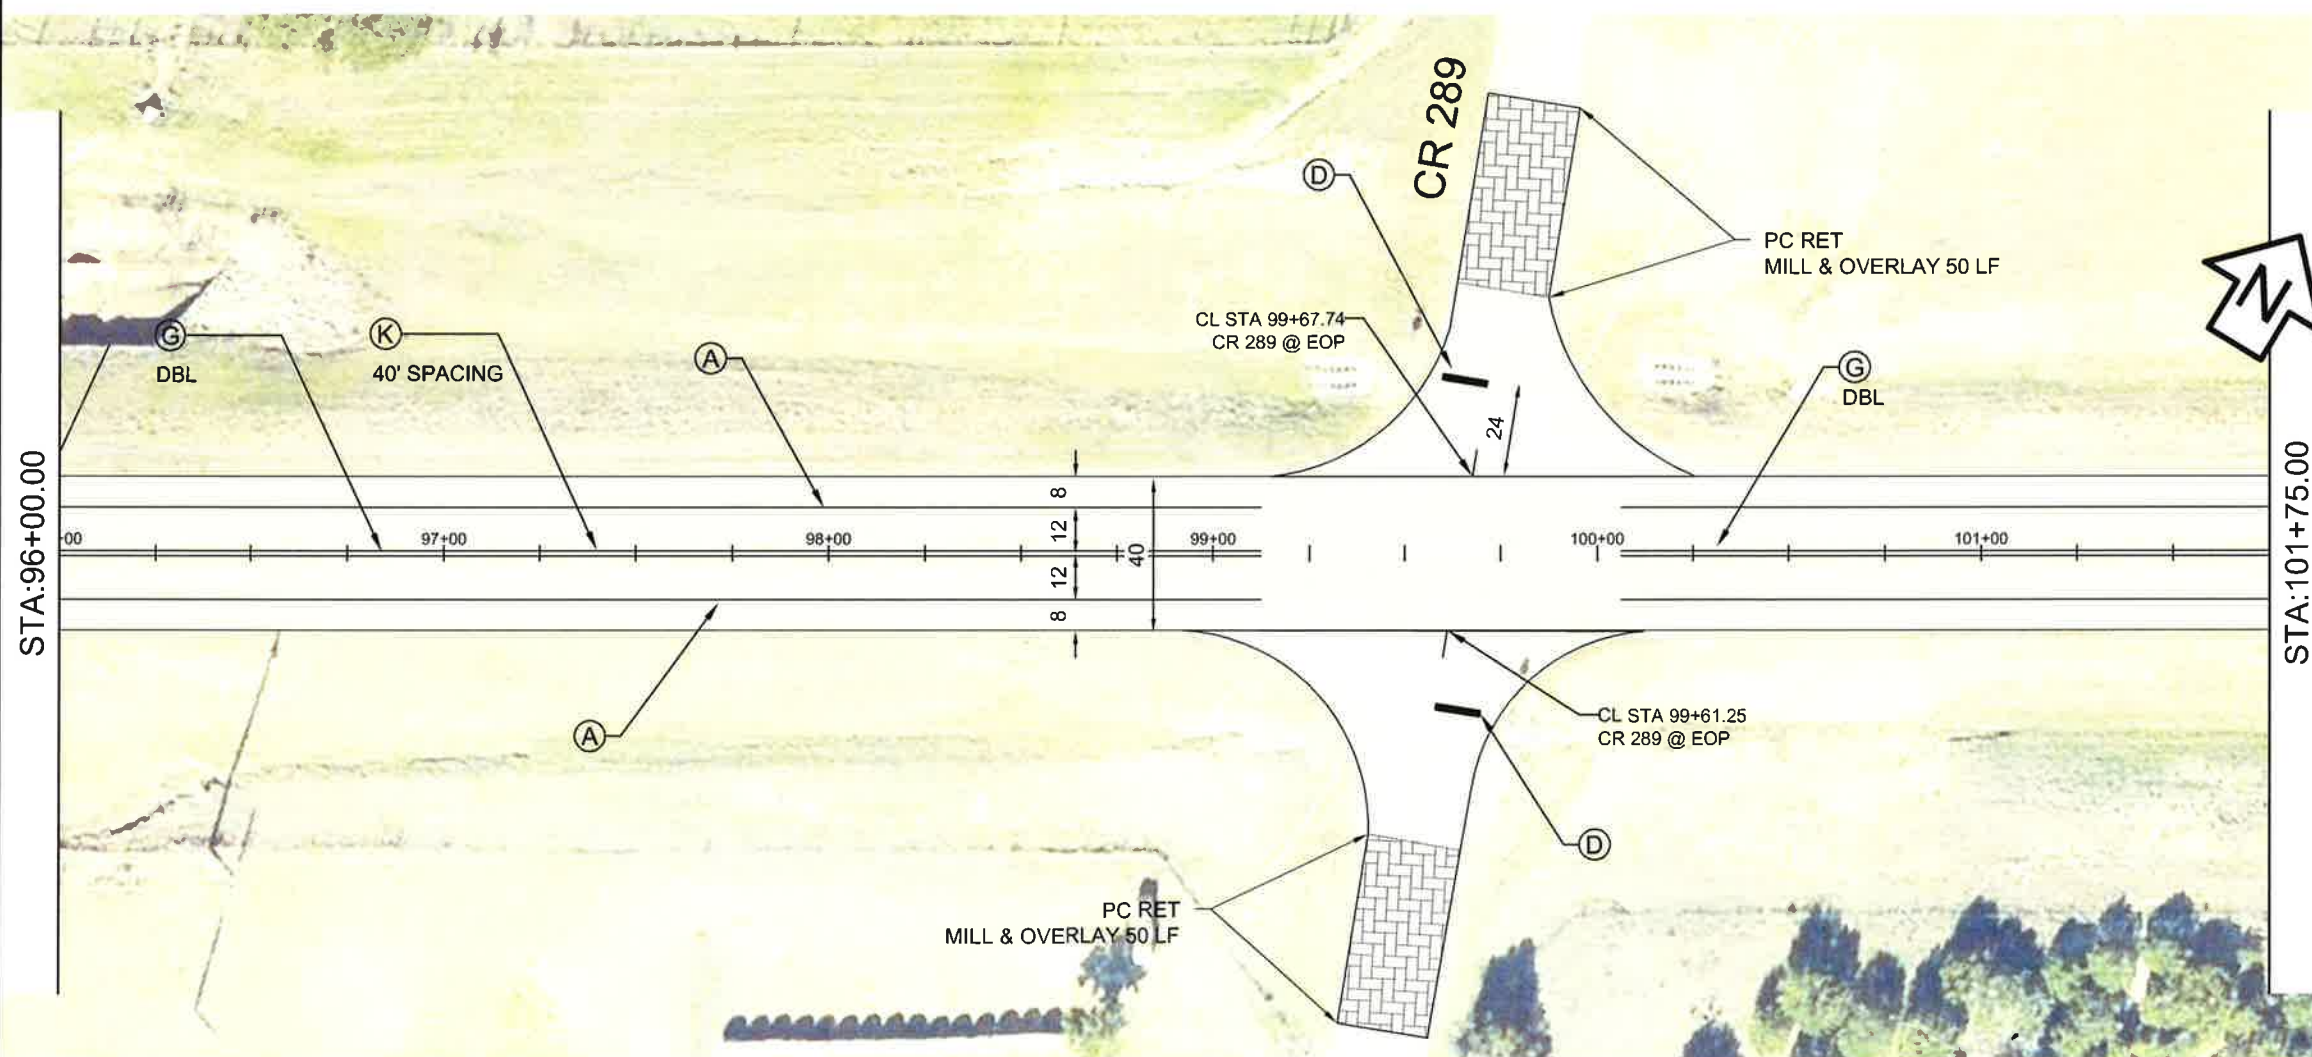 CR 289
D
PC RET
MILL & OVERLAY 50 LF
CL STA 99+67.74
CR 289 @ EOP
N
G
DBL
K
40' SPACING
A
G
DBL
24
STA:96+00.00
STA:101+75.00
8
12
40
12
8
+00
97+00
98+00
99+00
100+00
101+00
A
CL STA 99+61.25
CR 289 @ EOP
D
PC RET
MILL & OVERLAY 50 LF